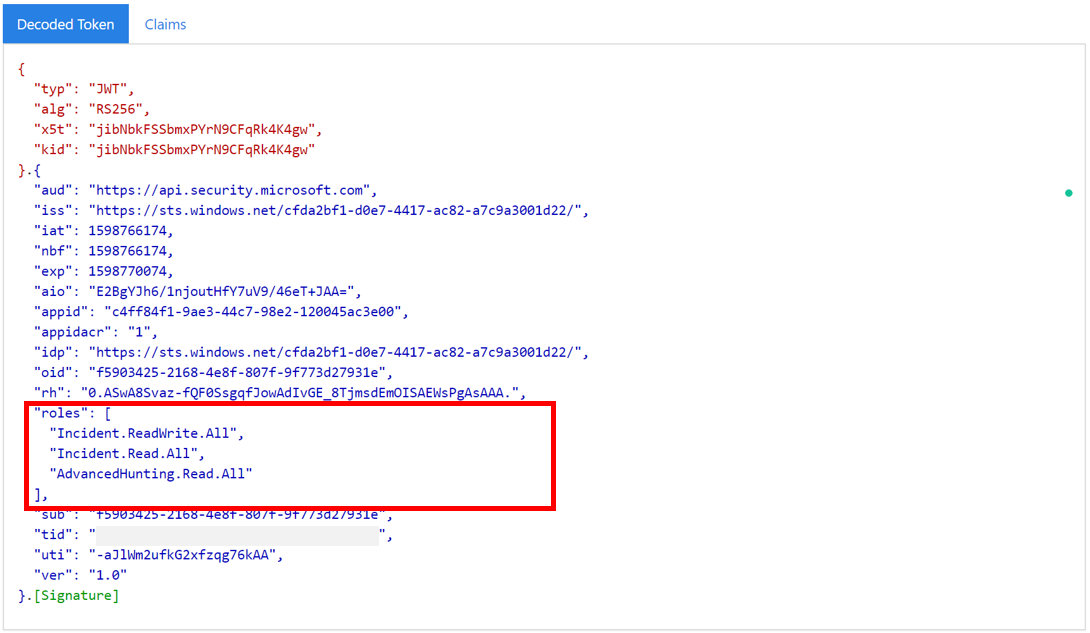 Decoded Token Claims
{
"typ": "JWT",
"alg": "RS256",
"x5t": "jibNbkFSSbmxPYrN9CFqRk4K4gw",
"kid": "jibNbkFSSbmxPYrN9CFqRk4K4gw"
}.{
"aud": "https://api.security.microsoft.com",
"iss": "https://sts.windows.net/cfda2bf1-d0e7-4417-ac82-a7c9a3001d22/",
"iat": 1598766174,
"nbf": 1598766174,
"exp": 1598770074,
"aio": "E2BgYJh6/1njoutHfY7uV9/46eT+JAA=",
"appid": "c4ff84f1-9ae3-44c7-98e2-120045ac3e00",
"appidacr": "1",
"idp": "https://sts.windows.net/cfda2bf1-d0e7-4417-ac82-a7c9a3001d22/",
"oid": "f5903425-2168-4e8f-807f-9f773d27931e",
"rh": "0.ASwA8Svaz-fQF0SsgqfJowAdIvGE_8TjmsdEmOISAEWsPgAsAAA.",
"roles": [
"Incident.ReadWrite.All",
"Incident.Read.All",
"AdvancedHunting.Read.All"
],
"sub": "f5903425-2168-4e8f-807f-9f773d27931e",
"tid": " ",
"uti": "-aJlWm2ufkG2xfzqg76kAA",
"ver": "1.0"
}.[Signature]